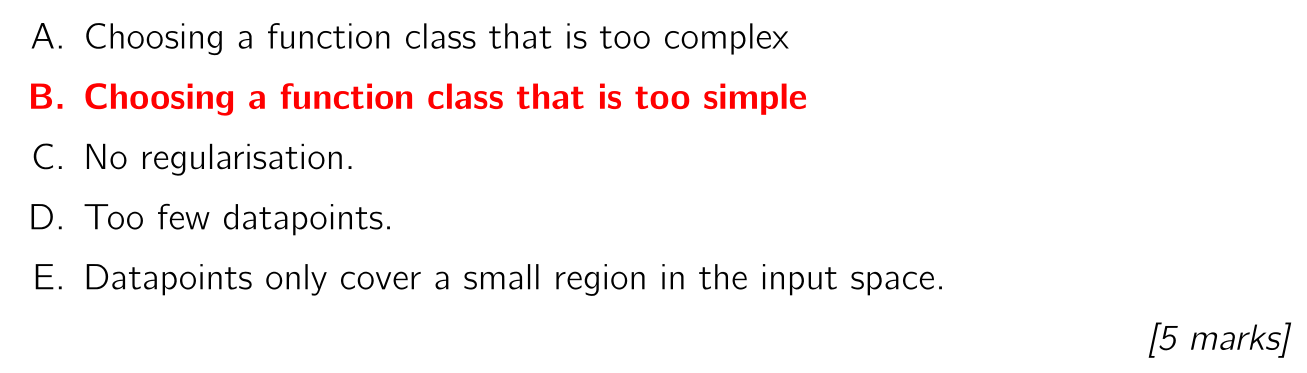 A. Choosing a function class that is too complex
B. Choosing a function class that is too simple
C. No regularisation.
D. Too few datapoints.
E. Datapoints only cover a small region in the input space.
[5 marks]